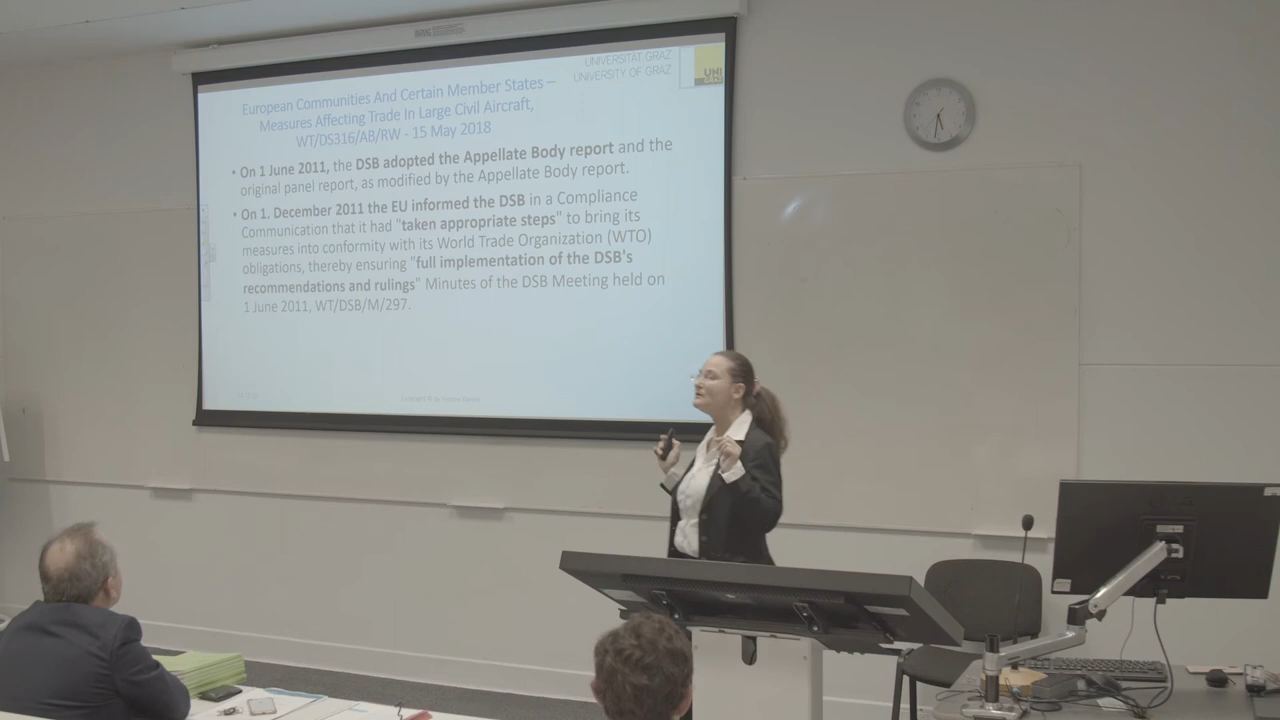 UNIVERSITÄT GRAZ
UNIVERSITY OF GRAZ
UNI
GRAZ
European Communities And Certain Member States –
Measures Affecting Trade In Large Civil Aircraft,
WT/DS316/AB/RW - 15 May 2018
• On 1 June 2011, the DSB adopted the Appellate Body report and the
original panel report, as modified by the Appellate Body report.
• On 1. December 2011 the EU informed the DSB in a Compliance
Communication that it had "taken appropriate steps" to bring its
measures into conformity with its World Trade Organization (WTO)
obligations, thereby ensuring "full implementation of the DSB's
recommendations and rulings" Minutes of the DSB Meeting held on
1 June 2011, WT/DSB/M/297.